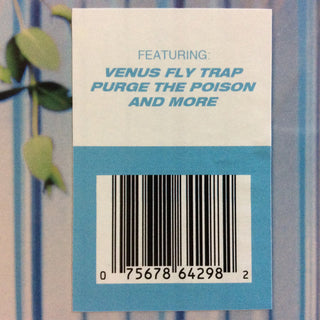 FEATURING:
VENUS FLY TRAP
PURGE THE POISON
AND MORE
0 75678 64298 2